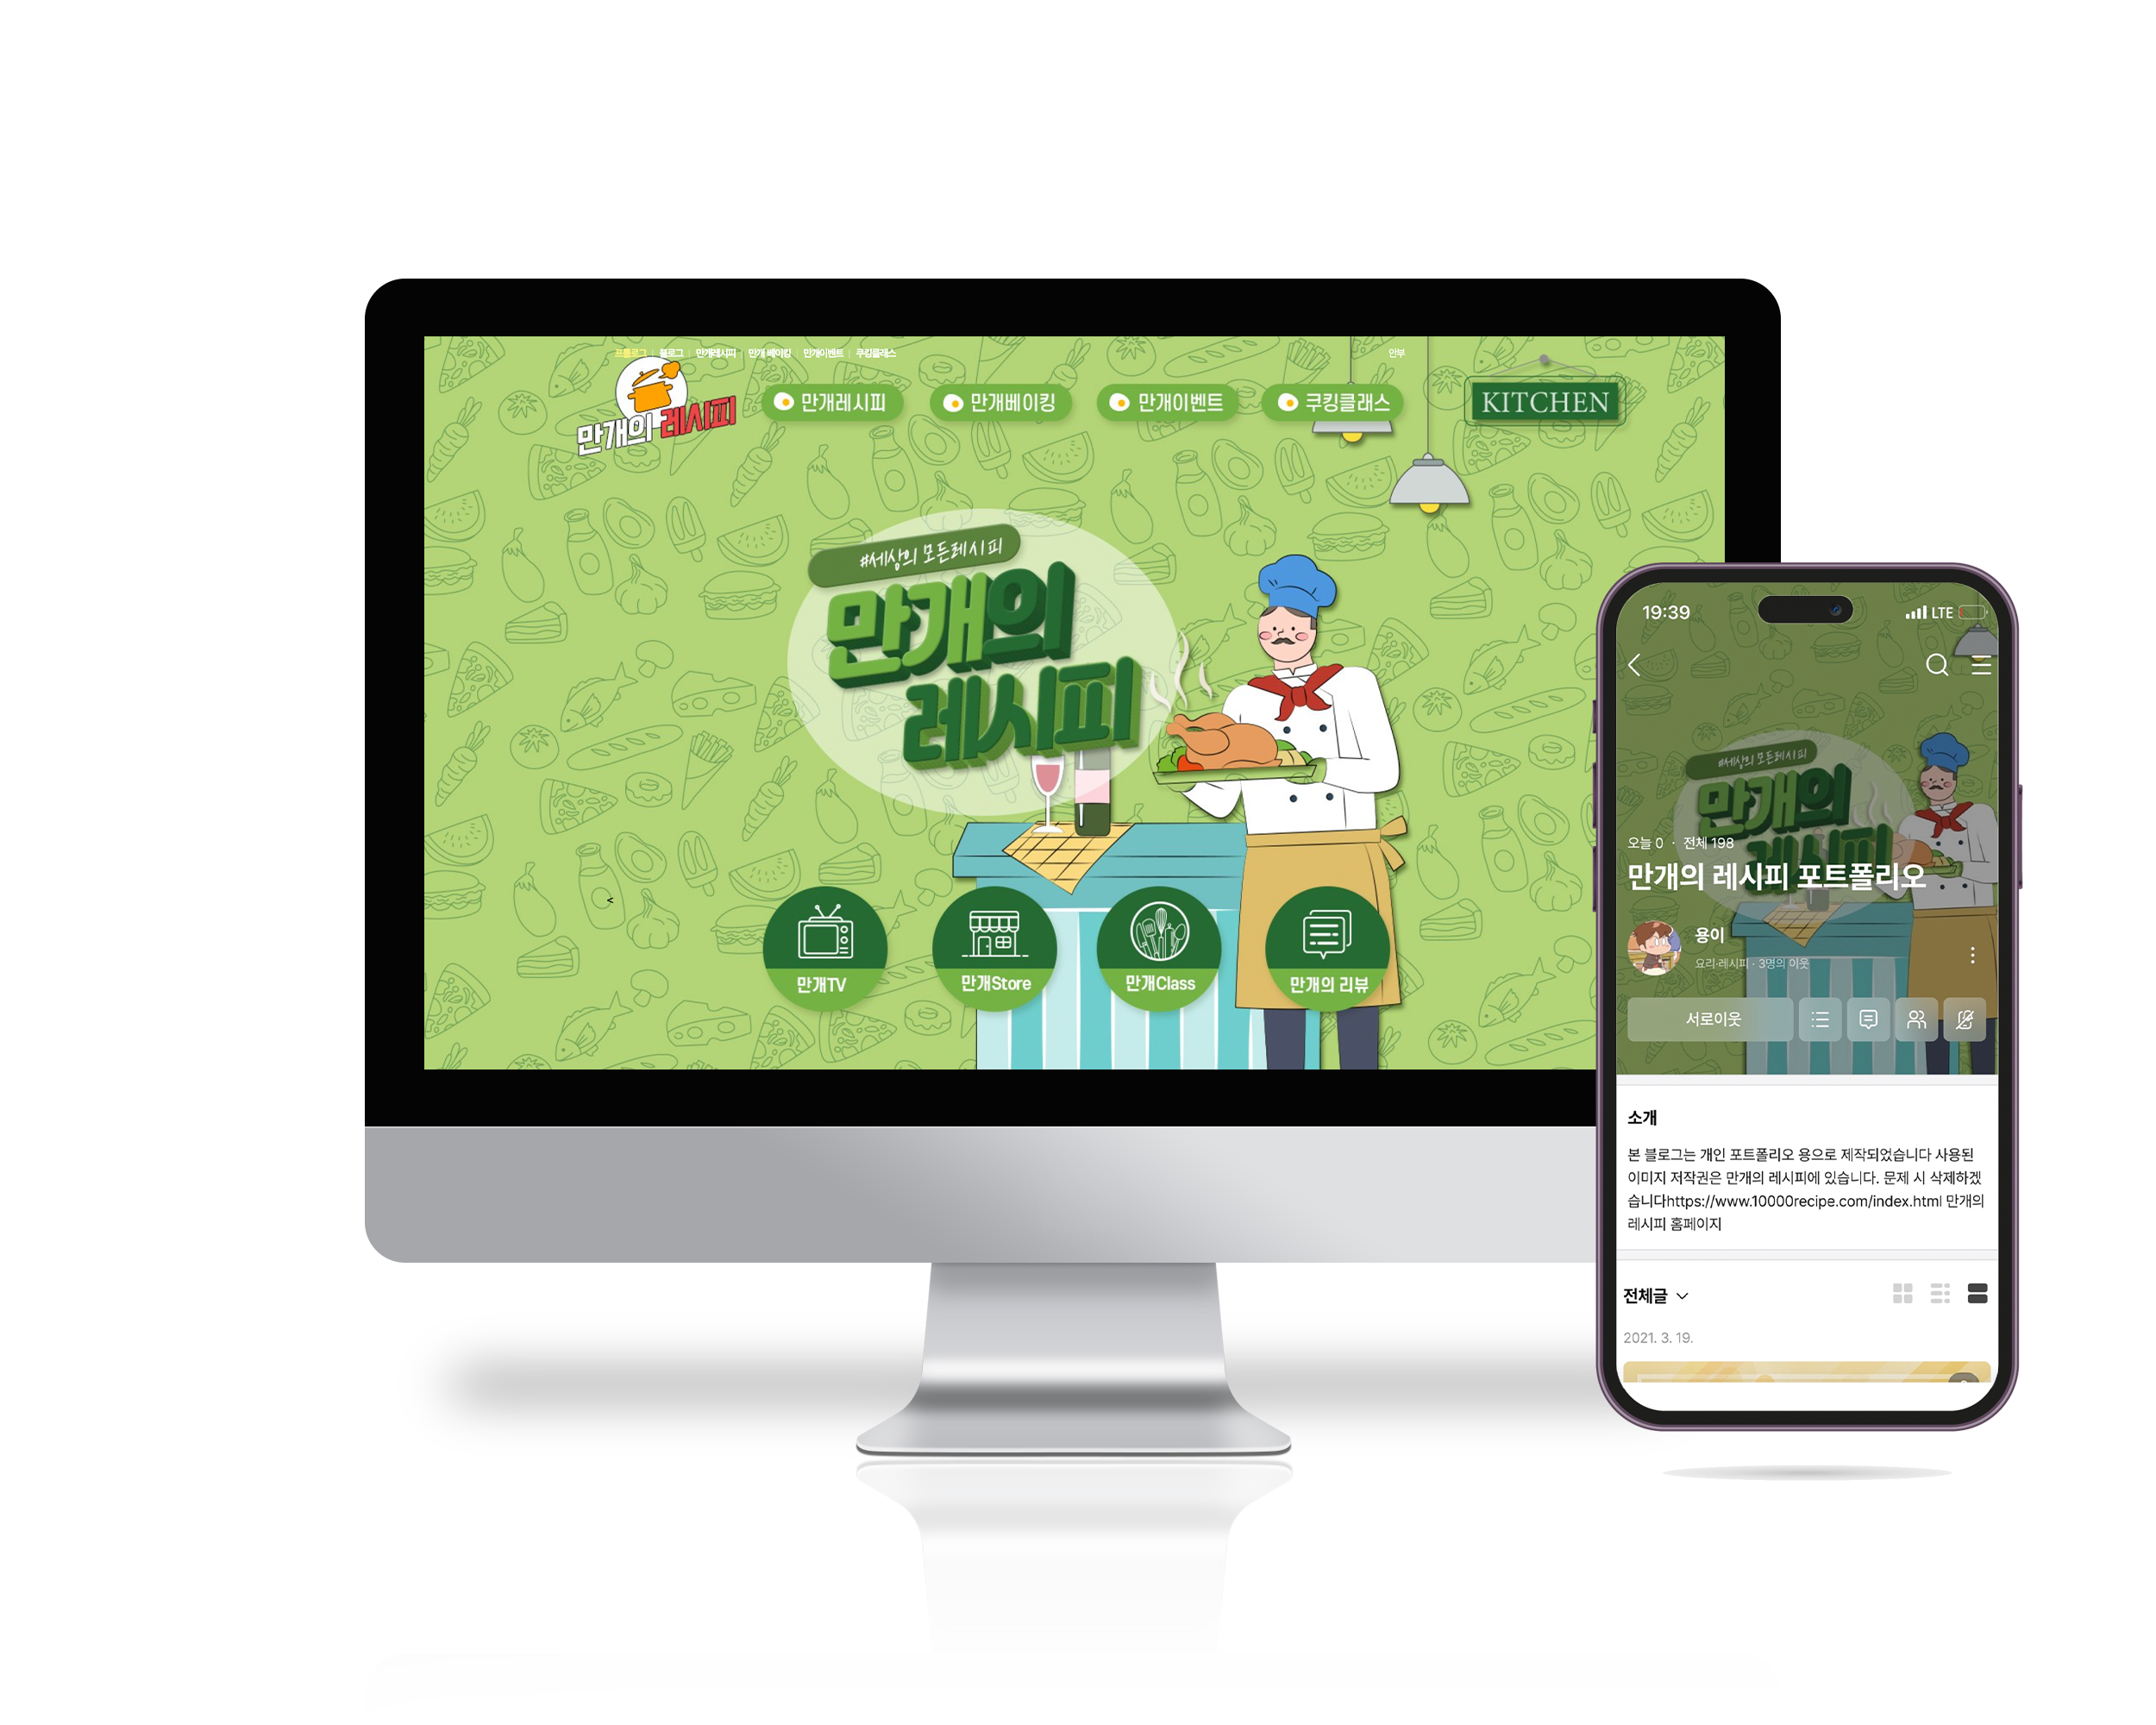 프롤로그 | 블로그 | 만개레시피 | 만개 베이킹 | 만개이벤트 | 쿠킹클래스
안부
만개의 레시피
만개레시피
만개베이킹
만개이벤트
쿠킹클래스
KITCHEN
#세상의 모든레시피
만개의
레시피
만개TV
만개Store
만개Class
만개의 리뷰
<
19:39
LTE
#세상의 모든레시피
만개의
레시피
오늘 0 · 전체 198
만개의 레시피 포트폴리오
용이
요리·레시피 · 3명의 이웃
서로이웃
소개
본 블로그는 개인 포트폴리오 용으로 제작되었습니다 사용된
이미지 저작권은 만개의 레시피에 있습니다. 문제 시 삭제하겠
습니다https://www.10000recipe.com/index.html 만개의
레시피 홈페이지
전체글
2021. 3. 19.